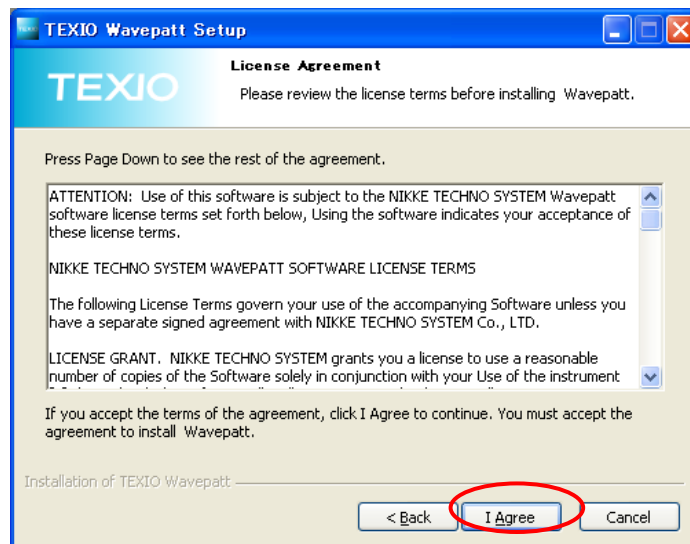 TEXIO Wavepatt Setup
TEXIO
License Agreement
Please review the license terms before installing Wavepatt.
Press Page Down to see the rest of the agreement.
ATTENTION: Use of this software is subject to the NIKKE TECHNO SYSTEM Wavepatt
software license terms set forth below, Using the software indicates your acceptance of
these license terms.
NIKKE TECHNO SYSTEM WAVEPATT SOFTWARE LICENSE TERMS
The following License Terms govern your use of the accompanying Software unless you
have a separate signed agreement with NIKKE TECHNO SYSTEM Co., LTD.
LICENSE GRANT. NIKKE TECHNO SYSTEM grants you a license to use a reasonable
number of copies of the Software solely in conjunction with your Use of the instrument
If you accept the terms of the agreement, click I Agree to continue. You must accept the
agreement to install Wavepatt.
Installation of TEXIO Wavepatt
< Back
I Agree
Cancel